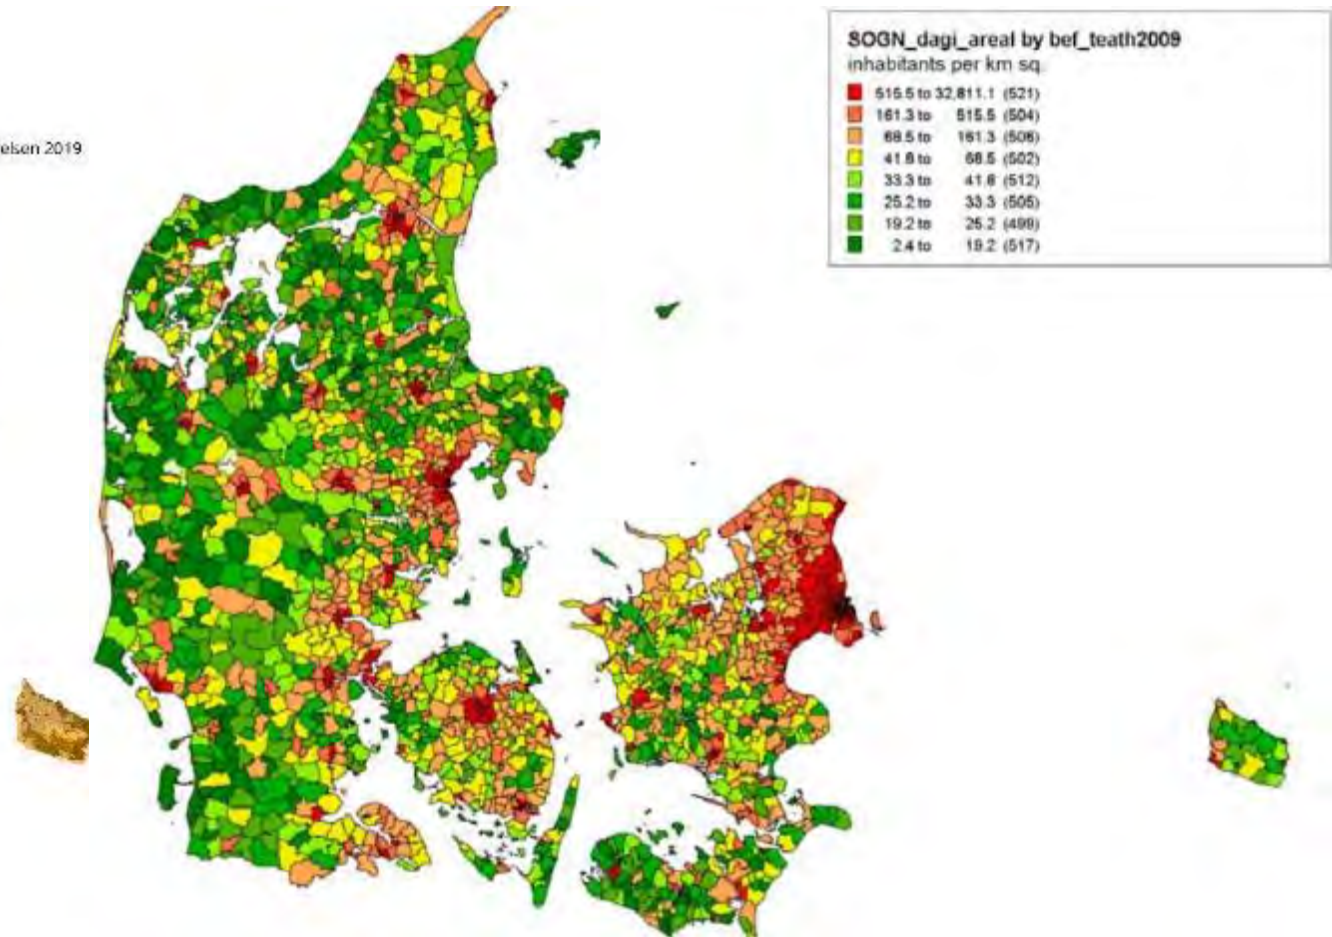 elsen 2019
SOGN_dagi_areal by bef_teath2009
inhabitants per km sq.
515.5 to 32,811.1 (521)
161.3 to 515.5 (504)
68.5 to 161.3 (506)
41.8 to 68.5 (502)
33.3 to 41.8 (512)
25.2 to 33.3 (505)
19.2 to 25.2 (499)
2.4 to 19.2 (517)